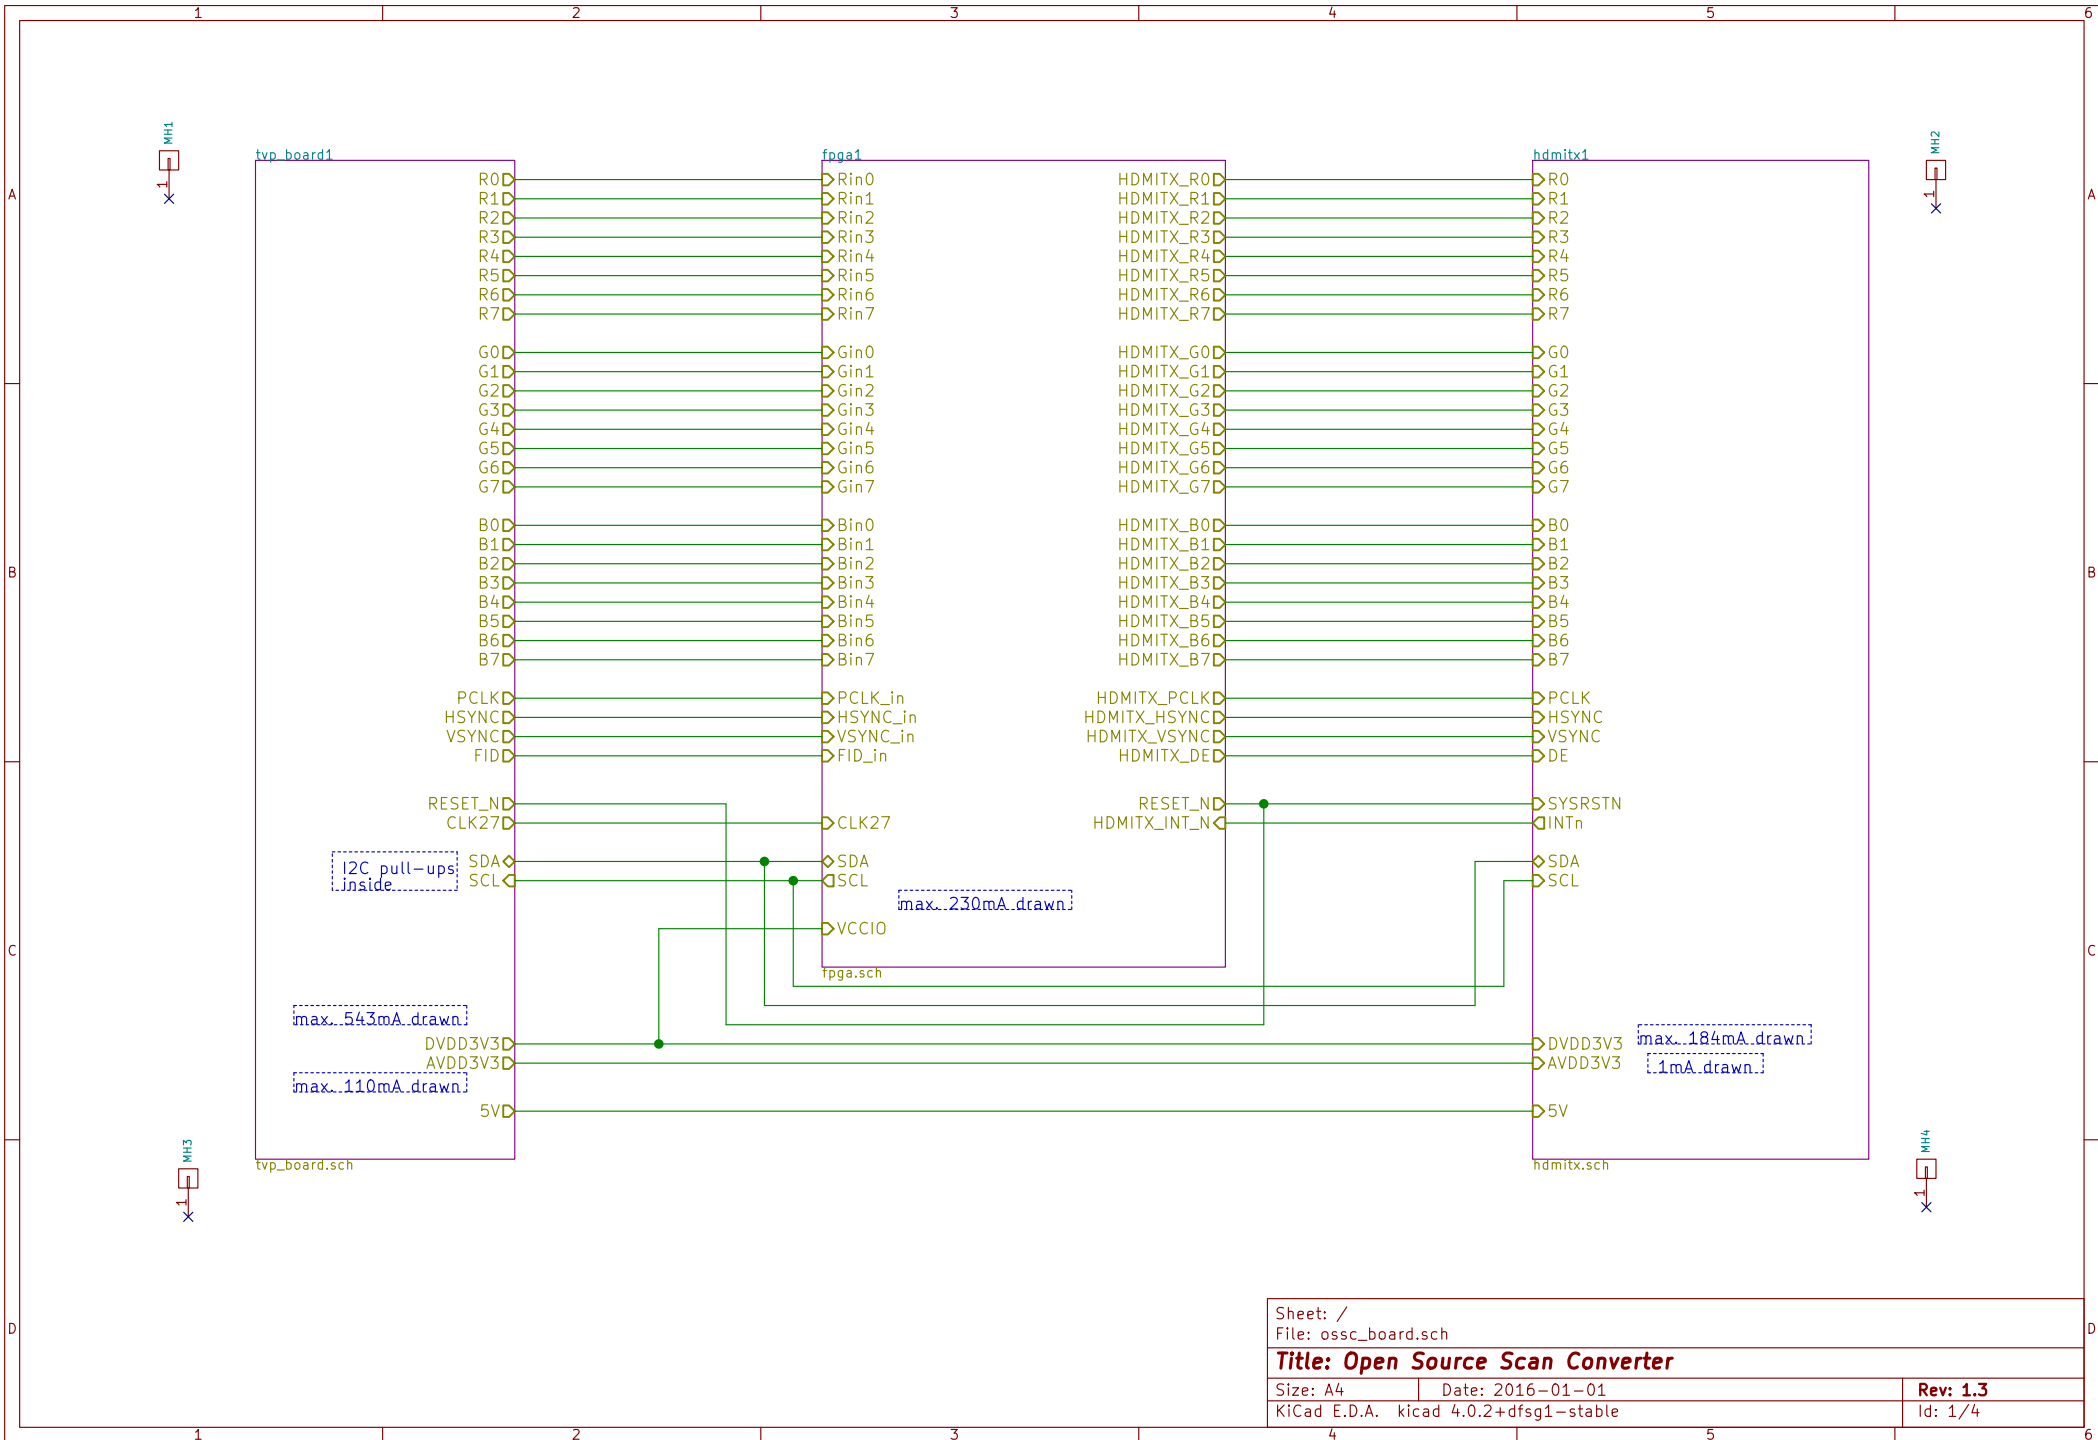 1 2 3 4 5 6
A
B
C
D
A
B
C
D
MH1
1
MH2
1
tvp_board1
R0
R1
R2
R3
R4
R5
R6
R7
G0
G1
G2
G3
G4
G5
G6
G7
B0
B1
B2
B3
B4
B5
B6
B7
PCLK
HSYNC
VSYNC
FID
RESET_N
CLK27
SDA
SCL
I2C pull-ups
inside
max. 543mA drawn
DVDD3V3
AVDD3V3
max. 110mA drawn
5V
tvp_board.sch
fpga1
Rin0
Rin1
Rin2
Rin3
Rin4
Rin5
Rin6
Rin7
Gin0
Gin1
Gin2
Gin3
Gin4
Gin5
Gin6
Gin7
Bin0
Bin1
Bin2
Bin3
Bin4
Bin5
Bin6
Bin7
PCLK_in
HSYNC_in
VSYNC_in
FID_in
CLK27
SDA
SCL
max. 230mA drawn
VCCIO
HDMITX_R0
HDMITX_R1
HDMITX_R2
HDMITX_R3
HDMITX_R4
HDMITX_R5
HDMITX_R6
HDMITX_R7
HDMITX_G0
HDMITX_G1
HDMITX_G2
HDMITX_G3
HDMITX_G4
HDMITX_G5
HDMITX_G6
HDMITX_G7
HDMITX_B0
HDMITX_B1
HDMITX_B2
HDMITX_B3
HDMITX_B4
HDMITX_B5
HDMITX_B6
HDMITX_B7
HDMITX_PCLK
HDMITX_HSYNC
HDMITX_VSYNC
HDMITX_DE
RESET_N
HDMITX_INT_N
fpga.sch
hdmitx1
R0
R1
R2
R3
R4
R5
R6
R7
G0
G1
G2
G3
G4
G5
G6
G7
B0
B1
B2
B3
B4
B5
B6
B7
PCLK
HSYNC
VSYNC
DE
SYSRSTN
INTn
SDA
SCL
max. 184mA drawn
DVDD3V3
AVDD3V3
1mA drawn
5V
hdmitx.sch
MH3
1
MH4
1
Sheet: /
File: ossc_board.sch
Title: Open Source Scan Converter
Size: A4 Date: 2016-01-01 Rev: 1.3
KiCad E.D.A. kicad 4.0.2+dfsg1-stable Id: 1/4
1 2 3 4 5 6